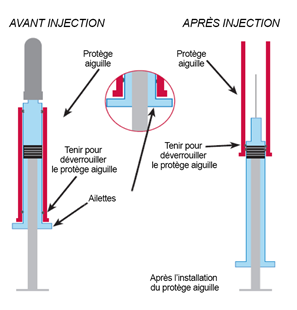 AVANT INJECTION
APRÈS INJECTION
Protège
aiguille
Protège
aiguille
Tenir pour
déverrouiller
le protège aiguille
Tenir pour
déverrouiller
le protège aiguille
Ailettes
Après l'installation
du protège aiguille